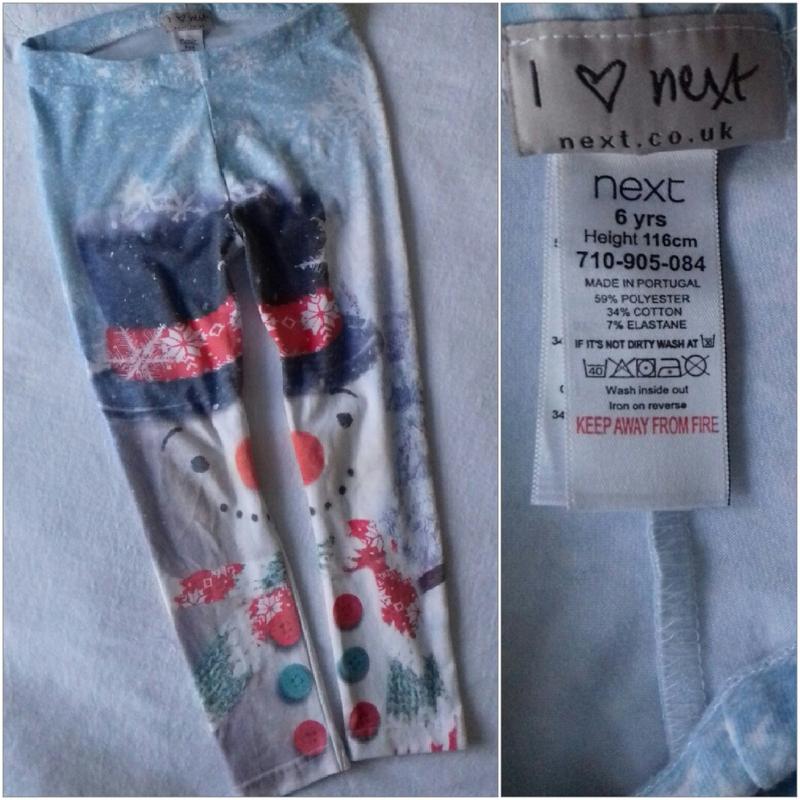 I ♡ next
next.co.uk
next
6 yrs
Height 116cm
710-905-084
MADE IN PORTUGAL
59% POLYESTER
34% COTTON
7% ELASTANE
IF IT'S NOT DIRTY WASH AT 30
40
Wash inside out
Iron on reverse
KEEP AWAY FROM FIRE
34